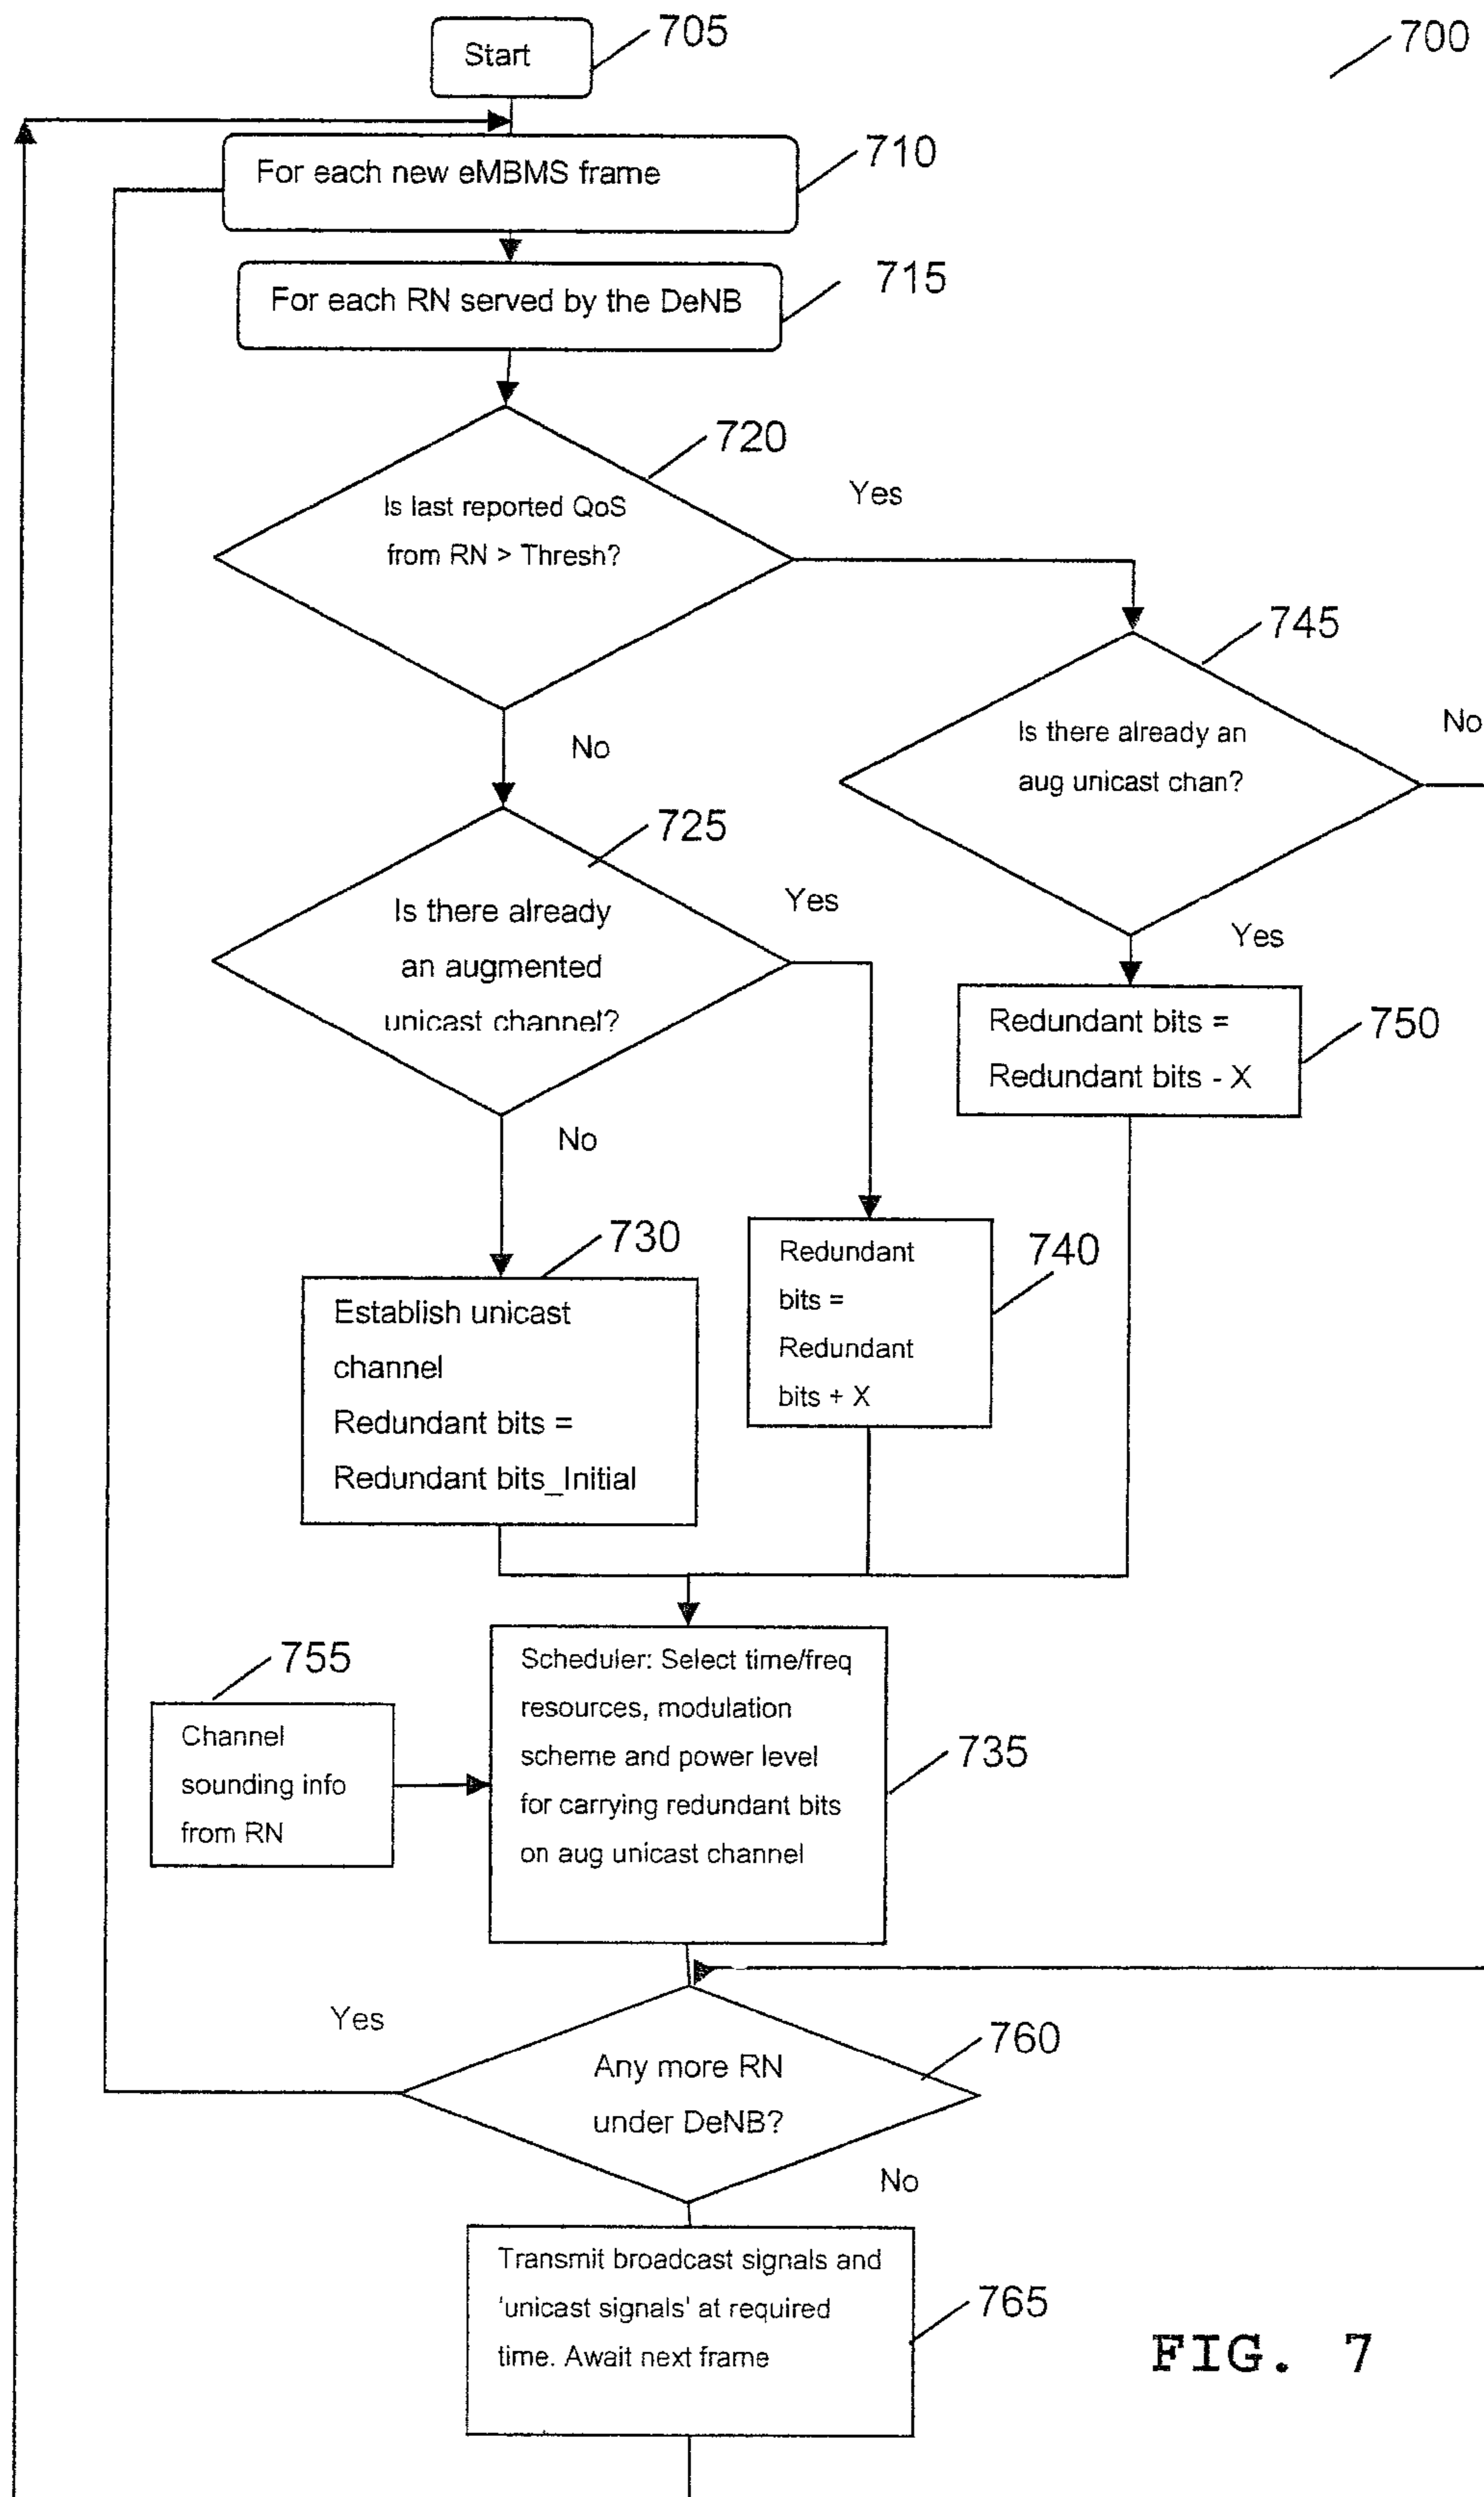 Start
705
700
For each new eMBMS frame
710
For each RN served by the DeNB
715
720
Is last reported QoS
from RN > Thresh?
Yes
No
745
Is there already an
aug unicast chan?
No
Yes
725
Is there already
an augmented
unicast channel?
Yes
No
Redundant bits =
Redundant bits - X
750
730
Establish unicast
channel
Redundant bits =
Redundant bits_Initial
Redundant
bits =
Redundant
bits + X
740
755
Channel
sounding info
from RN
Scheduler: Select time/freq
resources, modulation
scheme and power level
for carrying redundant bits
on aug unicast channel
735
Yes
Any more RN
under DeNB?
760
No
Transmit broadcast signals and
'unicast signals' at required
time. Await next frame
765
FIG. 7